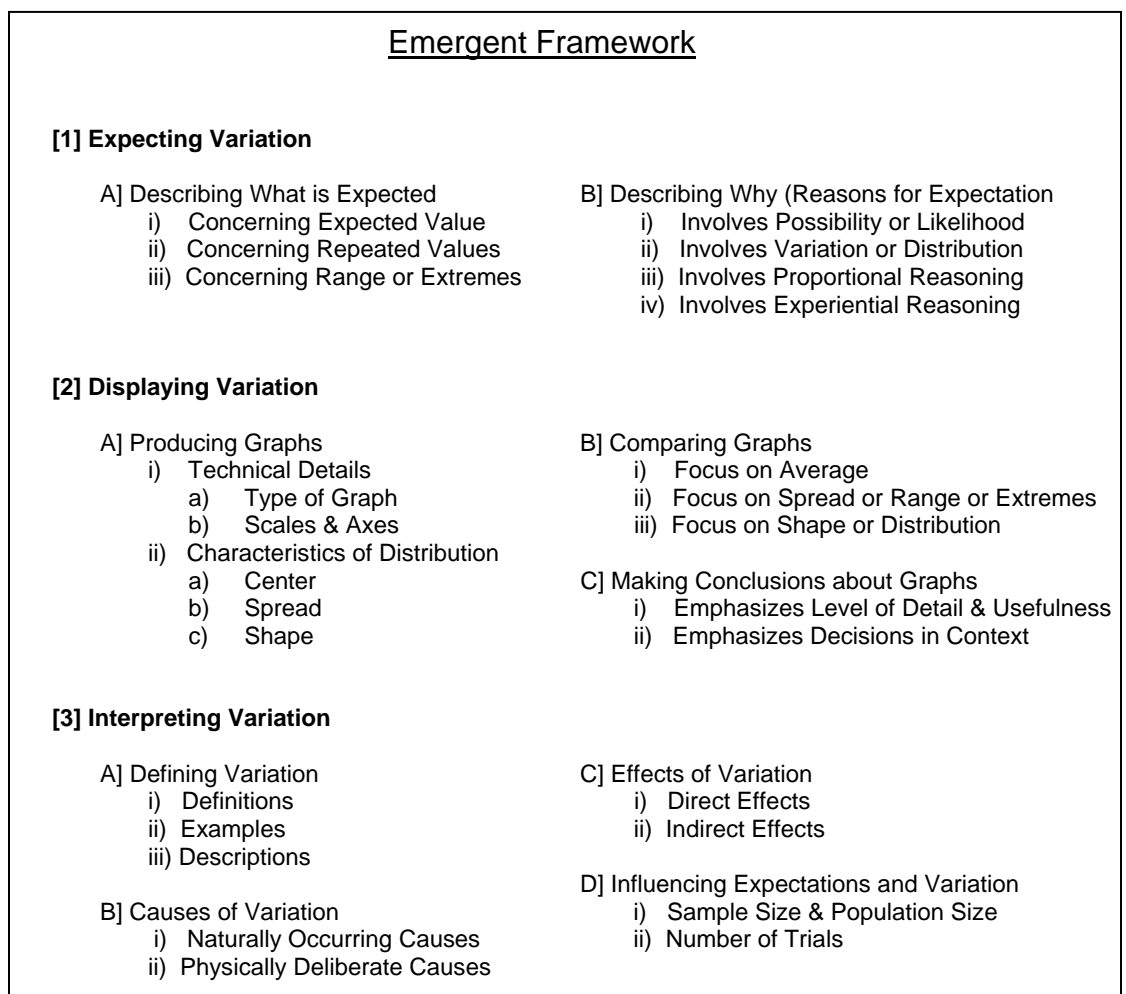 Emergent Framework
[1] Expecting Variation
A] Describing What is Expected
i) Concerning Expected Value
ii) Concerning Repeated Values
iii) Concerning Range or Extremes
B] Describing Why (Reasons for Expectation
i) Involves Possibility or Likelihood
ii) Involves Variation or Distribution
iii) Involves Proportional Reasoning
iv) Involves Experiential Reasoning
[2] Displaying Variation
A] Producing Graphs
i) Technical Details
a) Type of Graph
b) Scales & Axes
ii) Characteristics of Distribution
a) Center
b) Spread
c) Shape
B] Comparing Graphs
i) Focus on Average
ii) Focus on Spread or Range or Extremes
iii) Focus on Shape or Distribution
C] Making Conclusions about Graphs
i) Emphasizes Level of Detail & Usefulness
ii) Emphasizes Decisions in Context
[3] Interpreting Variation
A] Defining Variation
i) Definitions
ii) Examples
iii) Descriptions
B] Causes of Variation
i) Naturally Occurring Causes
ii) Physically Deliberate Causes
C] Effects of Variation
i) Direct Effects
ii) Indirect Effects
D] Influencing Expectations and Variation
i) Sample Size & Population Size
ii) Number of Trials